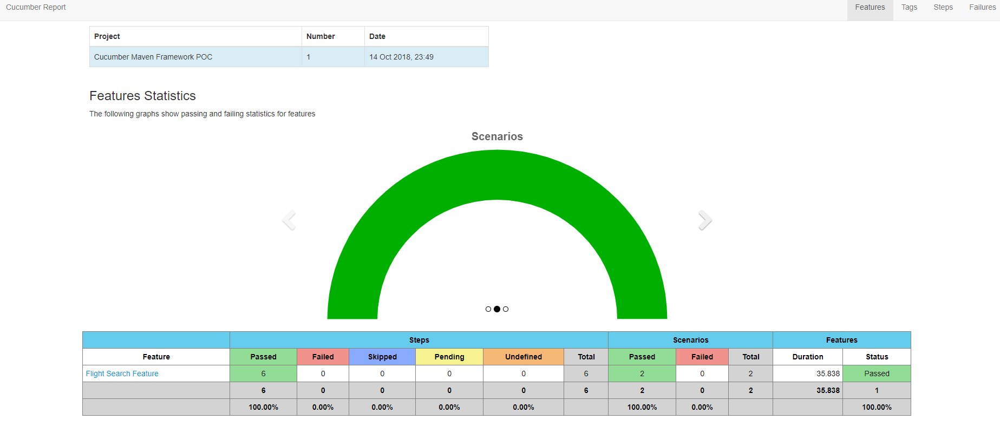 Cucumber Report Features Tags Steps Failures
Project Number Date
Cucumber Maven Framework POC 1 14 Oct 2018, 23:49
Features Statistics
The following graphs show passing and failing statistics for features
Scenarios
Steps Scenarios Features
Feature Passed Failed Skipped Pending Undefined Total Passed Failed Total Duration Status
Flight Search Feature 6 0 0 0 0 6 2 0 2 35.838 Passed
6 0 0 0 0 6 2 0 2 35.838 1
100.00% 0.00% 0.00% 0.00% 0.00% 100.00% 0.00% 100.00%